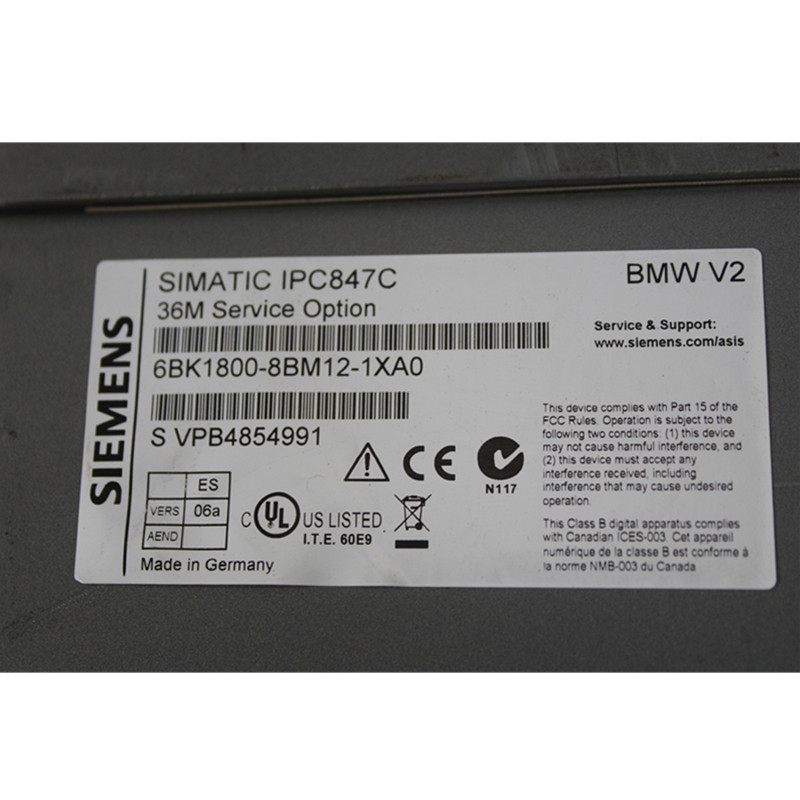 SIEMENS
SIMATIC IPC847C
36M Service Option
6BK1800-8BM12-1XA0
S VPB4854991
BMW V2
Service & Support:
www.siemens.com/asis
ES
VERS 06a
AEND
CE
N117
C UL US LISTED
I.T.E. 60E9
Made in Germany
This device complies with Part 15 of the
FCC Rules. Operation is subject to the
following two conditions: (1) this device
may not cause harmful interference, and
(2) this device must accept any
interference received, including
interference that may cause undesired
operation.
This Class B digital apparatus complies
with Canadian ICES-003. Cet appareil
numérique de la classe B est conforme à
la norme NMB-003 du Canada